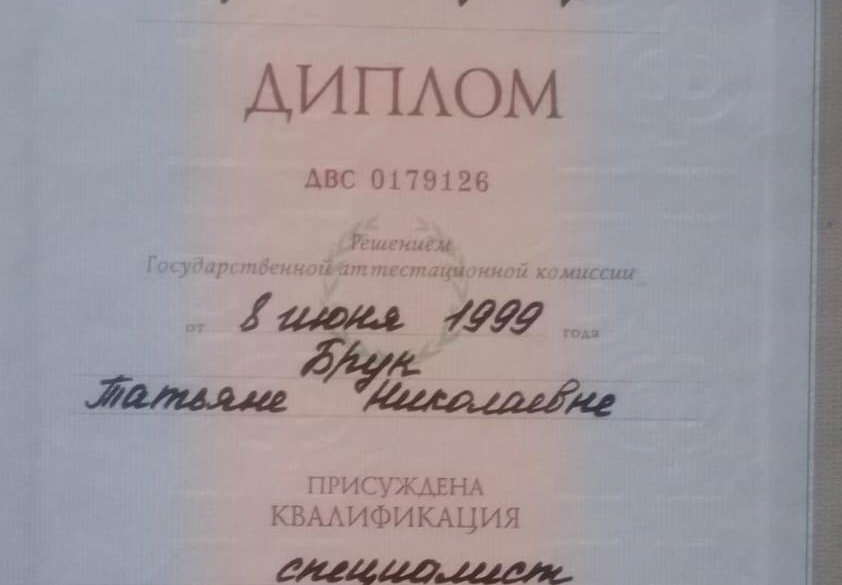 ДИПЛОМ
ДВС 0179126
Решением
Государственной аттестационной комиссии
от 8 июня 1999 года
Брук
Татьяне Николаевне
ПРИСУЖДЕНА
КВАЛИФИКАЦИЯ
специалист